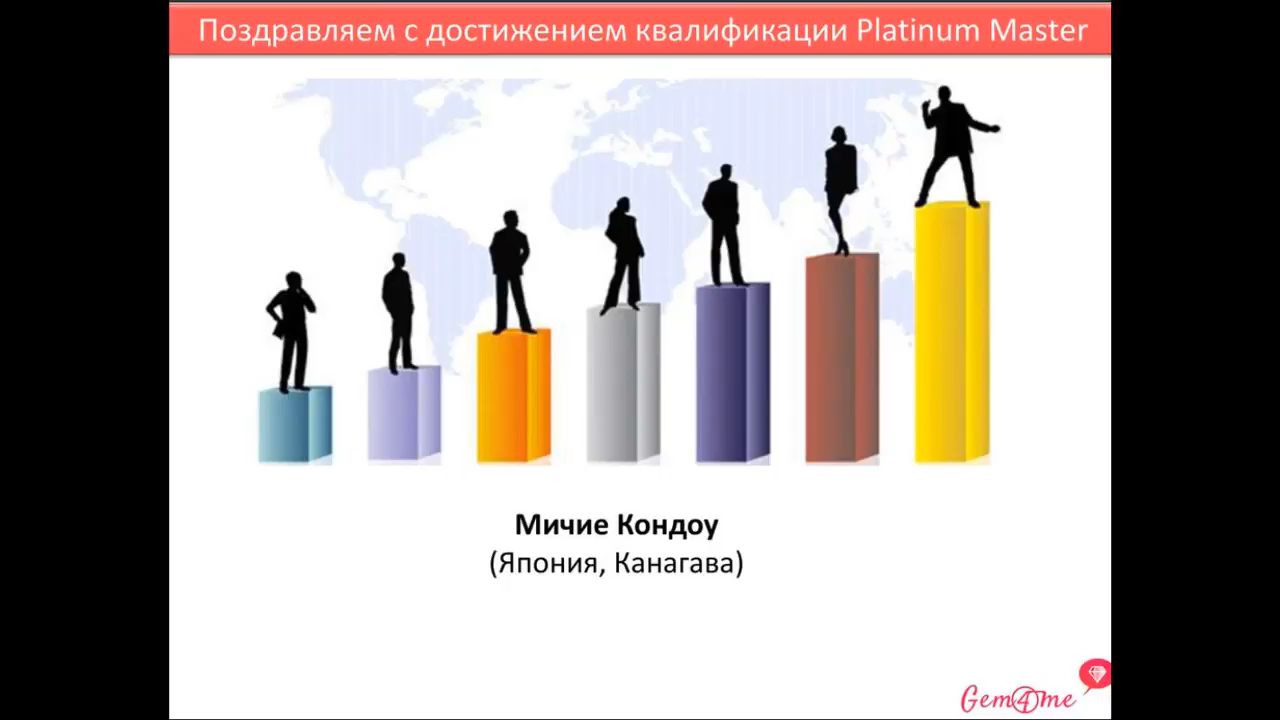 Поздравляем с достижением квалификации Platinum Master
Мичие Кондоу
(Япония, Канагава)
Gem4me